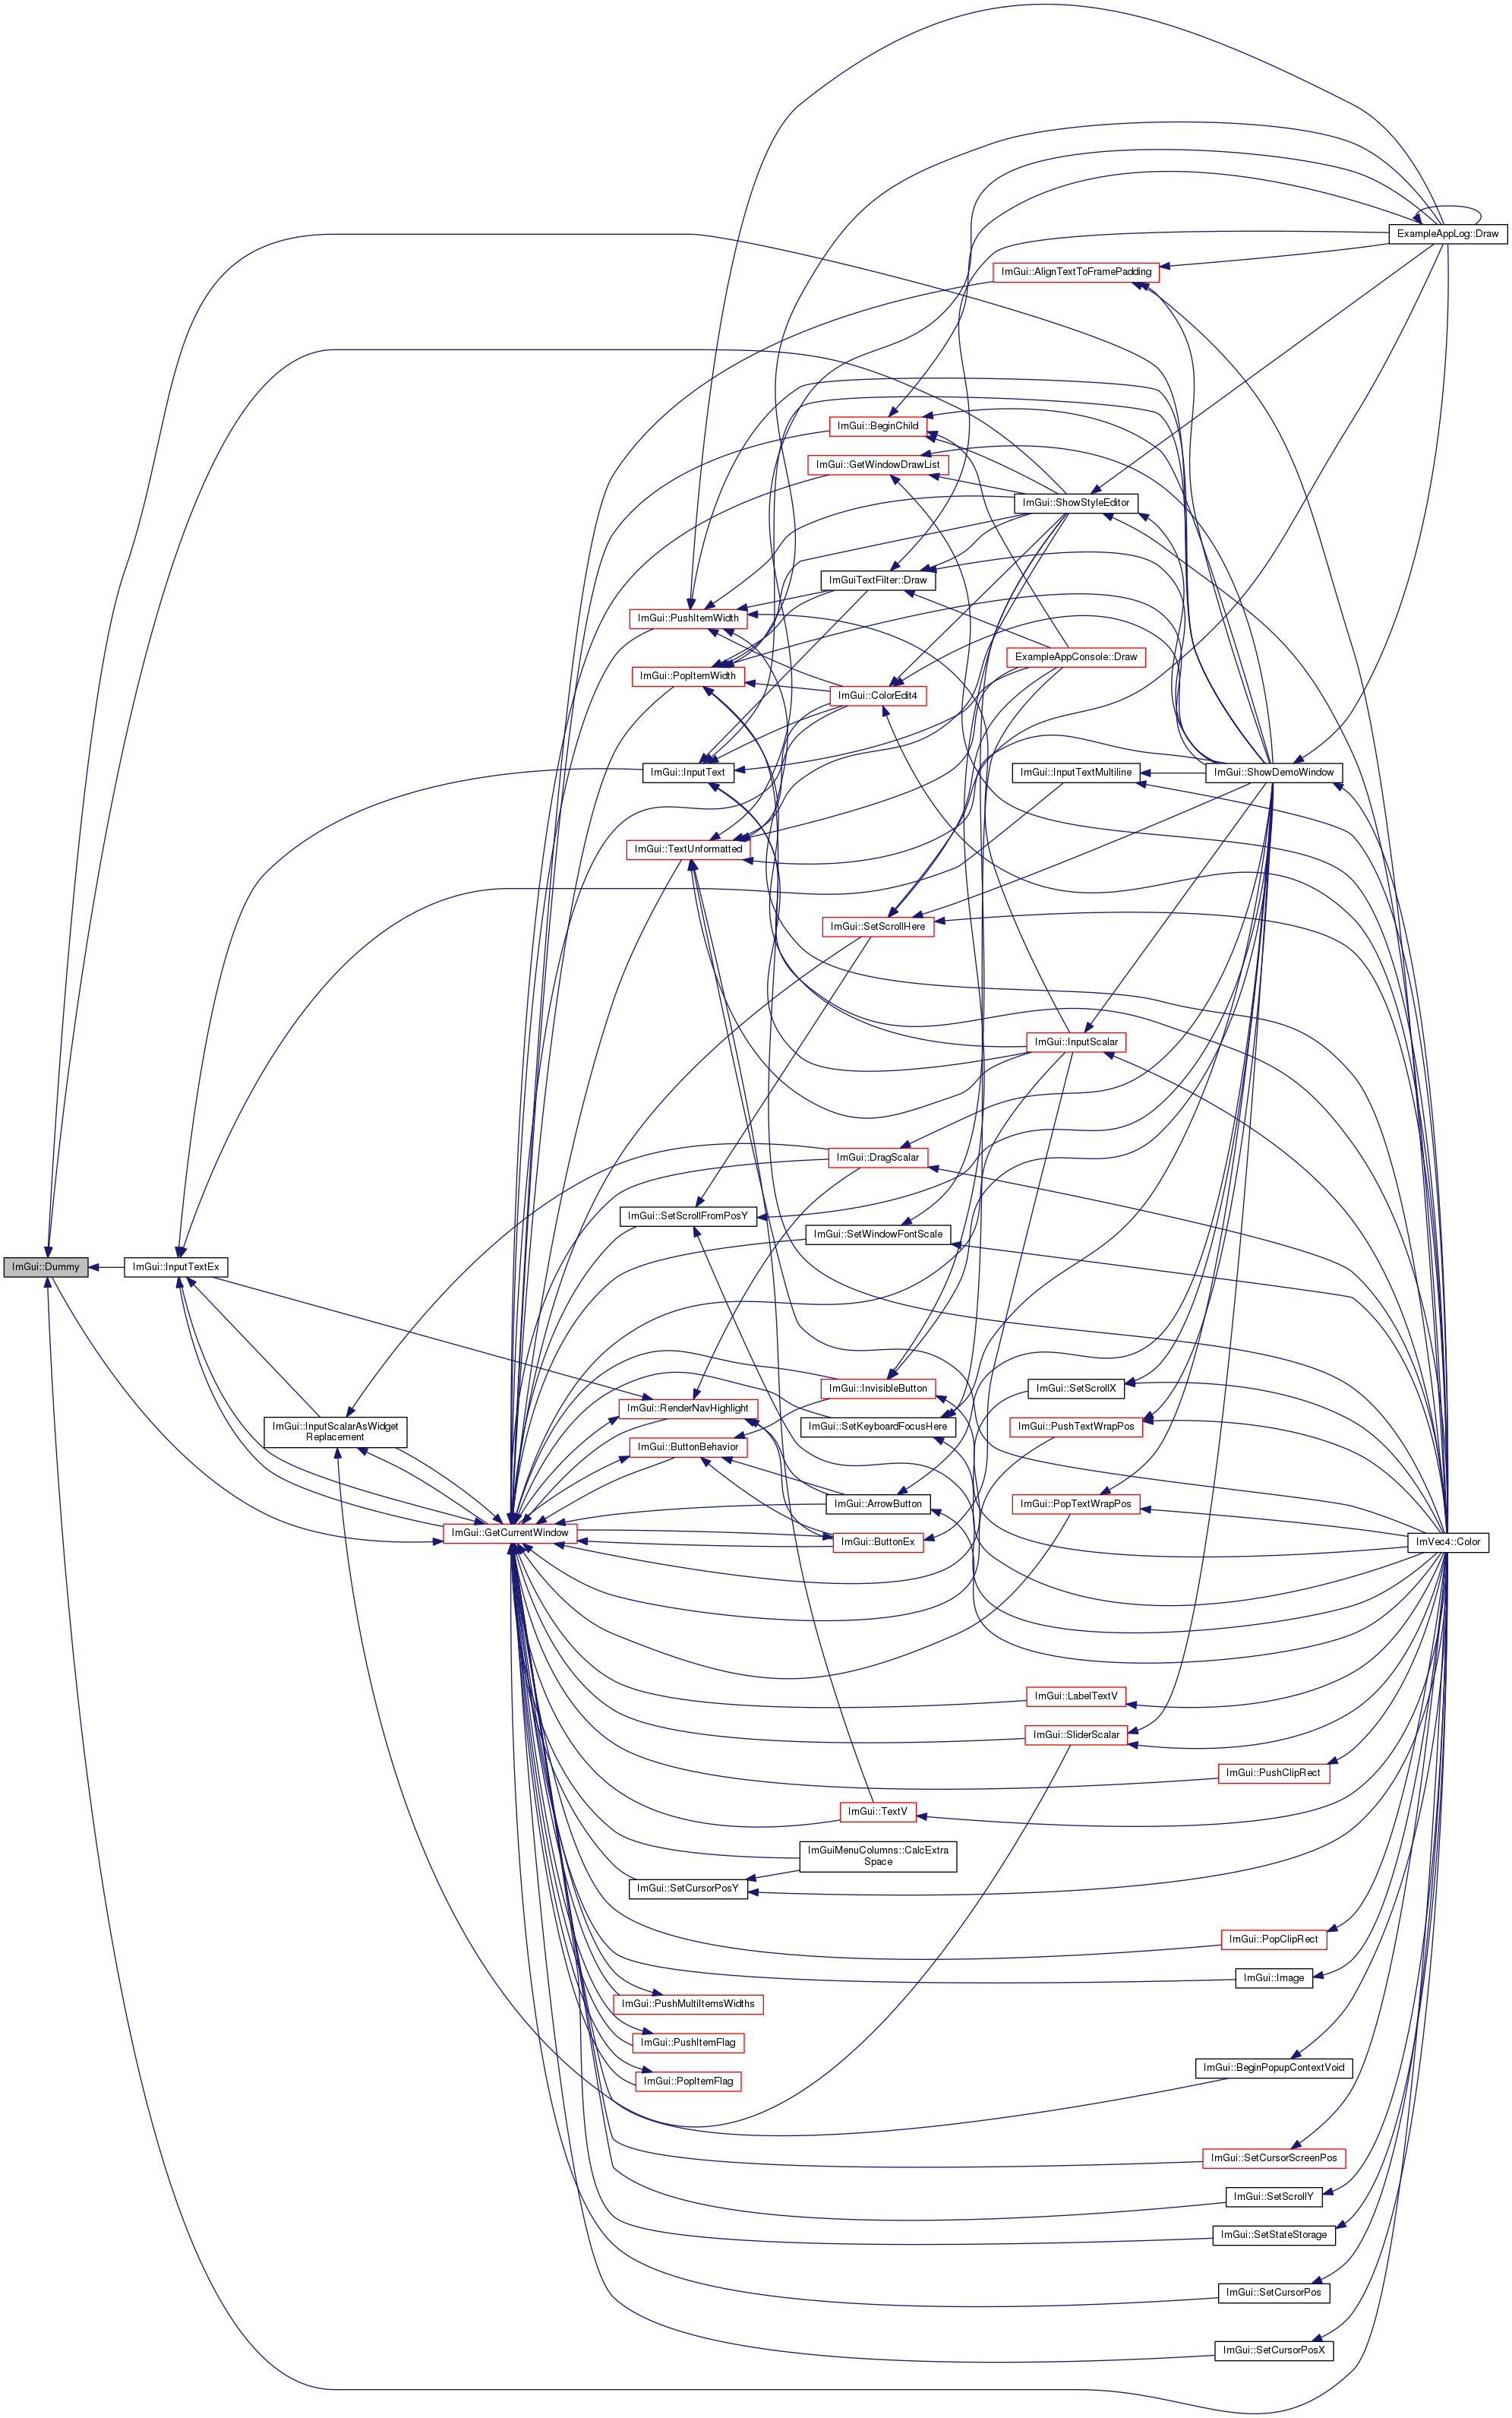 ExampleAppLog::Draw
ImGui::AlignTextToFramePadding
ImGui::BeginChild
ImGui::GetWindowDrawList
ImGui::ShowStyleEditor
ImGuiTextFilter::Draw
ImGui::PushItemWidth
ExampleAppConsole::Draw
ImGui::PopItemWidth
ImGui::ColorEdit4
ImGui::InputText
ImGui::InputTextMultiline
ImGui::ShowDemoWindow
ImGui::TextUnformatted
ImGui::SetScrollHere
ImGui::InputScalar
ImGui::DragScalar
ImGui::SetScrollFromPosY
ImGui::SetWindowFontScale
ImGui::Dummy
ImGui::InputTextEx
ImGui::InvisibleButton
ImGui::SetScrollX
ImGui::RenderNavHighlight
ImGui::SetKeyboardFocusHere
ImGui::PushTextWrapPos
ImGui::InputScalarAsWidget
Replacement
ImGui::ButtonBehavior
ImGui::ArrowButton
ImGui::PopTextWrapPos
ImGui::GetCurrentWindow
ImGui::ButtonEx
ImVec4::Color
ImGui::LabelTextV
ImGui::SliderScalar
ImGui::PushClipRect
ImGui::TextV
ImGuiMenuColumns::CalcExtra
Space
ImGui::SetCursorPosY
ImGui::PopClipRect
ImGui::Image
ImGui::PushMultiItemsWidths
ImGui::PushItemFlag
ImGui::BeginPopupContextVoid
ImGui::PopItemFlag
ImGui::SetCursorScreenPos
ImGui::SetScrollY
ImGui::SetStateStorage
ImGui::SetCursorPos
ImGui::SetCursorPosX